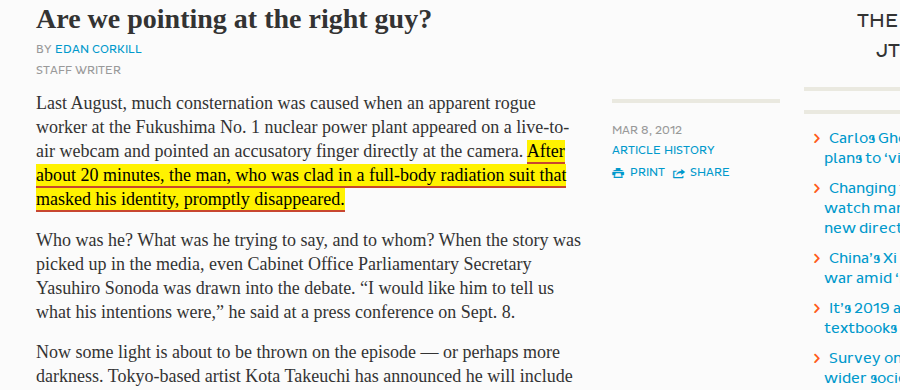 Are we pointing at the right guy?
BY EDAN CORKILL
STAFF WRITER
Last August, much consternation was caused when an apparent rogue
worker at the Fukushima No. 1 nuclear power plant appeared on a live-to-
air webcam and pointed an accusatory finger directly at the camera. After
about 20 minutes, the man, who was clad in a full-body radiation suit that
masked his identity, promptly disappeared.
Who was he? What was he trying to say, and to whom? When the story was
picked up in the media, even Cabinet Office Parliamentary Secretary
Yasuhiro Sonoda was drawn into the debate. “I would like him to tell us
what his intentions were,” he said at a press conference on Sept. 8.
Now some light is about to be thrown on the episode — or perhaps more
darkness. Tokyo-based artist Kota Takeuchi has announced he will include
MAR 8, 2012
ARTICLE HISTORY
PRINT SHARE
THE
JT
Carlos Gho
plans to ‘vi
Changing
watch mar
new direct
China’s Xi
war amid ‘
It’s 2019 a
textbooks
Survey on
wider soci